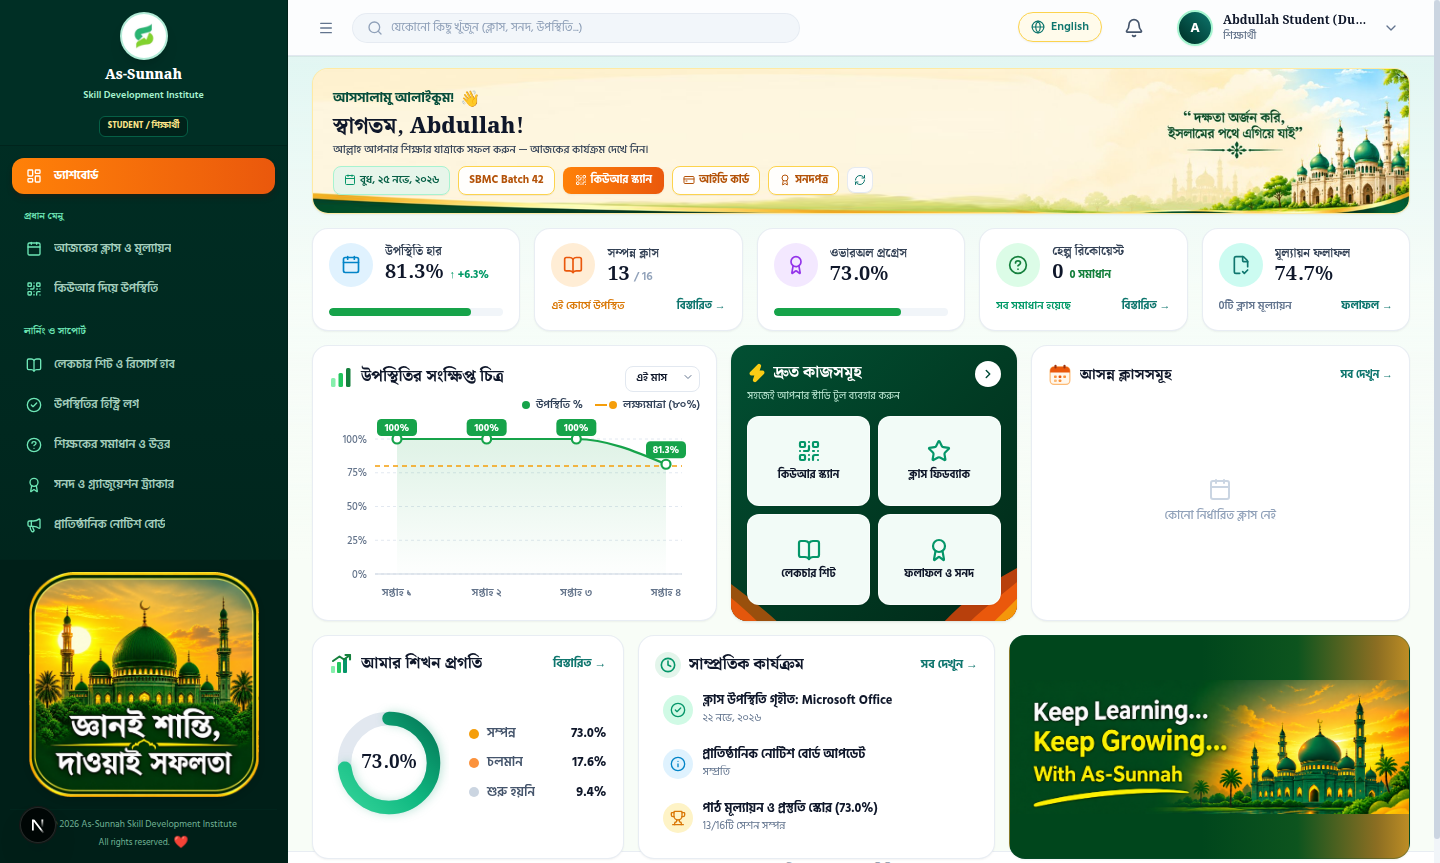 As-Sunnah
Skill Development Institute
STUDENT / শিক্ষার্থী
ড্যাশবোর্ড
প্রধান মেনু
আজকের ক্লাস ও মূল্যায়ন
কিউআর দিয়ে উপস্থিতি
লার্নিং ও সাপোর্ট
লেকচার শিট ও রিসোর্স হাব
উপস্থিতির হিস্ট্রি লগ
শিক্ষকের সমাধান ও উত্তর
সনদ ও গ্র্যাজুয়েশন ট্র্যাকার
প্রাতিষ্ঠানিক নোটিশ বোর্ড
জ্ঞানই শান্তি,
দাওয়াই সফলতা
N
2026 As-Sunnah Skill Development Institute
All rights reserved. ❤️
যেকোনো কিছু খুঁজুন (ক্লাস, সনদ, উপস্থিতি...)
English
A
Abdullah Student (Du...
শিক্ষার্থী
আসসালামু আলাইকুম! 👋
স্বাগতম, Abdullah!
আল্লাহ আপনার শিক্ষার যাত্রাকে সফল করুন — আজকের কার্যক্রম দেখে নিন।
বুধ, ২৫ নভে, ২০২৬
SBMC Batch 42
কিউআর স্ক্যান
আইডি কার্ড
সনদপত্র
“ দক্ষতা অর্জন করি,
ইসলামের পথে এগিয়ে যাই”
উপস্থিতি হার
81.3% ↑ +6.3%
সম্পন্ন ক্লাস
13 / 16
এই কোর্সে উপস্থিত
বিস্তারিত →
ওভারঅল প্রগ্রেস
73.0%
হেল্প রিকোয়েস্ট
0 0 সমাধান
সব সমাধান হয়েছে
বিস্তারিত →
মূল্যায়ন ফলাফল
74.7%
0টি ক্লাস মূল্যায়ন
ফলাফল →
উপস্থিতির সংক্ষিপ্ত চিত্র
এই মাস
উপস্থিতি %
লক্ষ্যমাত্রা (৮০%)
100%
100%
100%
81.3%
100%
75%
50%
25%
0%
সপ্তাহ ১
সপ্তাহ ২
সপ্তাহ ৩
সপ্তাহ ৪
দ্রুত কাজসমূহ
সহজেই আপনার স্টাডি টুল ব্যবহার করুন
কিউআর স্ক্যান
ক্লাস ফিডব্যাক
লেকচার শিট
ফলাফল ও সনদ
আসন্ন ক্লাসসমূহ
সব দেখুন →
কোনো নির্ধারিত ক্লাস নেই
আমার শিখন প্রগতি
বিস্তারিত →
73.0%
সম্পন্ন 73.0%
চলমান 17.6%
শুরু হয়নি 9.4%
সাম্প্রতিক কার্যক্রম
সব দেখুন →
ক্লাস উপস্থিতি গৃহীত: Microsoft Office
২২ নভে, ২০২৬
প্রাতিষ্ঠানিক নোটিশ বোর্ড আপডেট
সম্প্রতি
পাঠ মূল্যায়ন ও প্রস্তুতি স্কোর (73.0%)
13/16টি সেশন সম্পন্ন
Keep Learning...
Keep Growing...
With As-Sunnah